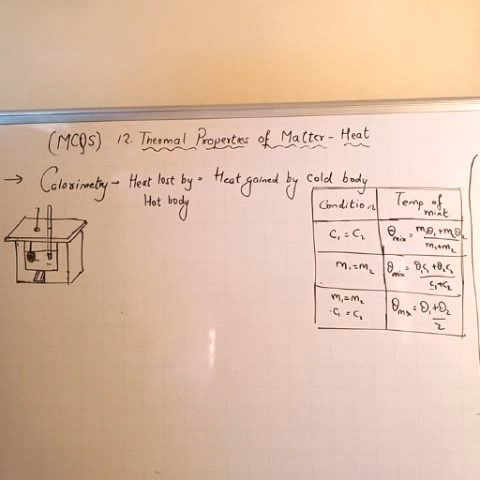 (MCQS) 12. Thermal Properties of Matter - Heat
→ Calorimetry → Heat lost by = Heat gained by cold body
Hot body
Condition Temp of mixt.
C₁ = C₂ θmix = m₁θ₁+m₂θ₂ / m₁+m₂
m₁=m₂ θmix = θ₁C₁+θ₂C₂ / C₁+C₂
m₁=m₂
C₁=C₂ θmix = θ₁+θ₂ / 2